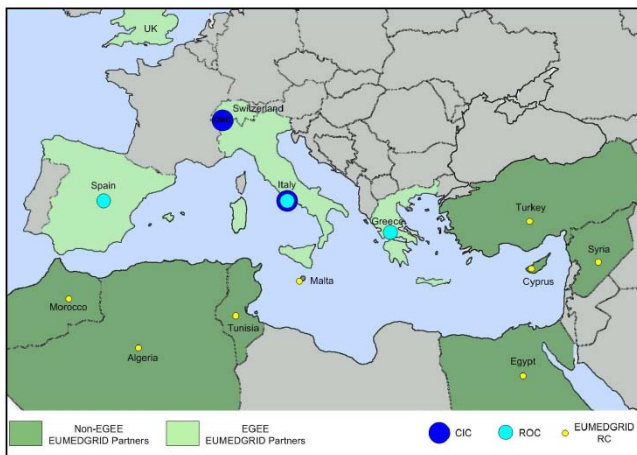 UK
Switzerland
Spain
Italy
Greece
Turkey
Syria
Cyprus
Malta
Morocco
Tunisia
Algeria
Egypt
Non-EGEE
EUMEDGRID Partners
EGEE
EUMEDGRID Partners
CIC
ROC
EUMEDGRID
RC